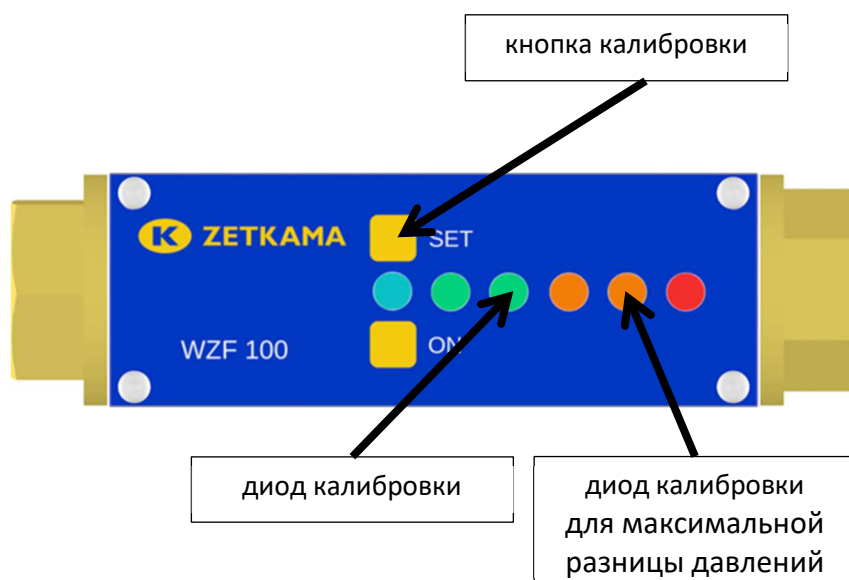 кнопка калибровки
K ZETKAMA
SET
WZF 100
ON
диод калибровки
диод калибровки
для максимальной
разницы давлений